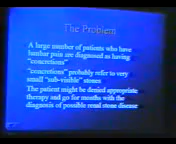 The Problem
A large number of patients who have
lumbar pain are diagnosed as having
"concretions"
"concretions" probably refer to very
small "sub-visible" stones
The patient might be denied appropriate
therapy and go for months with the
diagnosis of possible renal stone disease